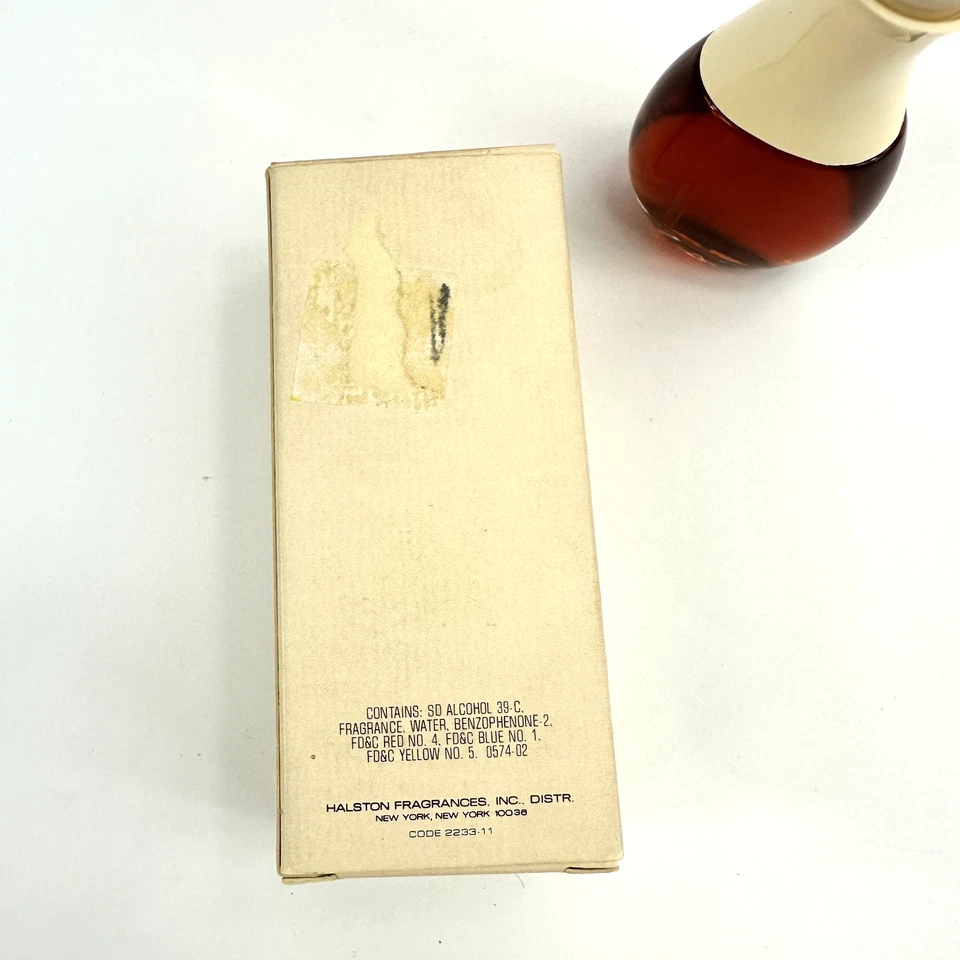 CONTAINS: SD ALCOHOL 39-C,
FRAGRANCE, WATER, BENZOPHENONE-2,
FD&C RED NO. 4, FD&C BLUE NO. 1,
FD&C YELLOW NO. 5. 0574-02
HALSTON FRAGRANCES, INC., DISTR.
NEW YORK, NEW YORK 10036
CODE 2233-11